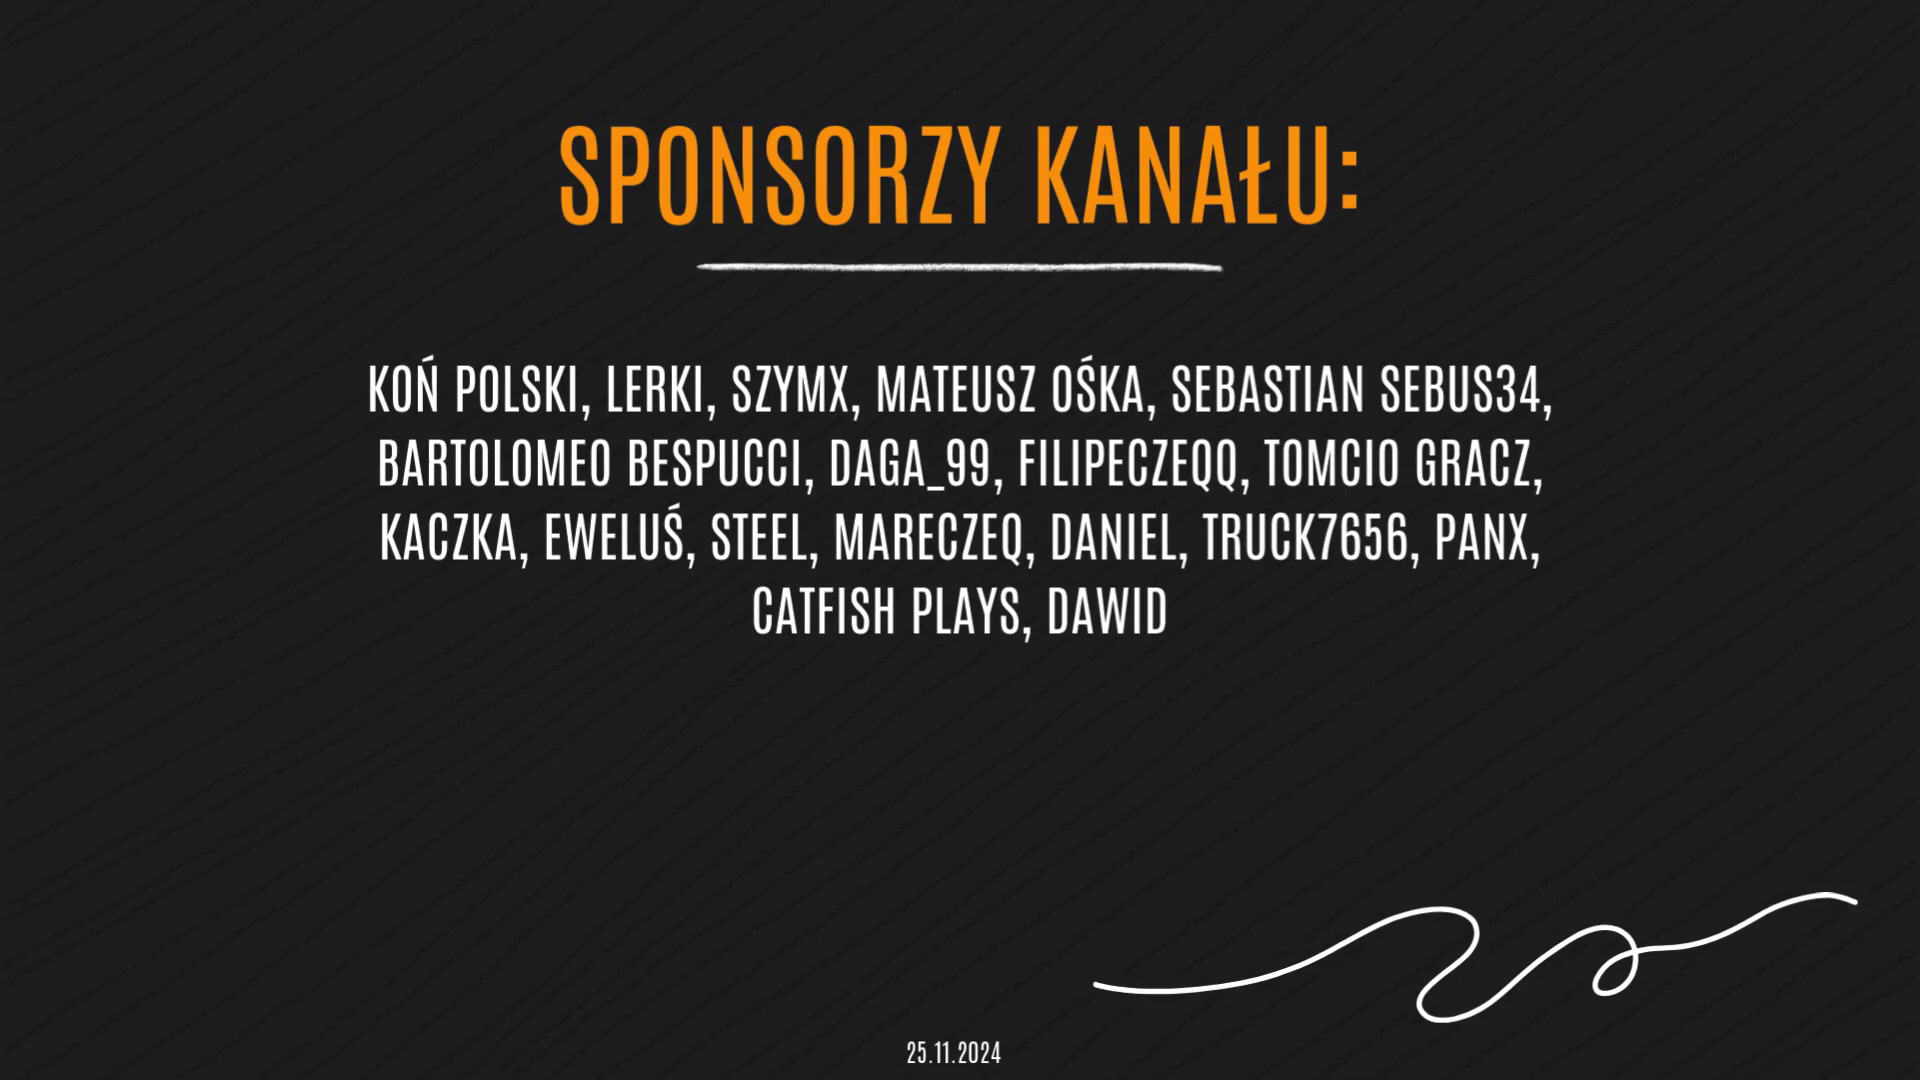 SPONSORZY KANAŁU:
KOŃ POLSKI, LERKI, SZYMX, MATEUSZ OŚKA, SEBASTIAN SEBUS34,
BARTOLOMEO BESPUCCI, DAGA_99, FILIPECZEQQ, TOMCIO GRACZ,
KACZKA, EWELUŚ, STEEL, MARECZEQ, DANIEL, TRUCK7656, PANX,
CATFISH PLAYS, DAWID
25.11.2024